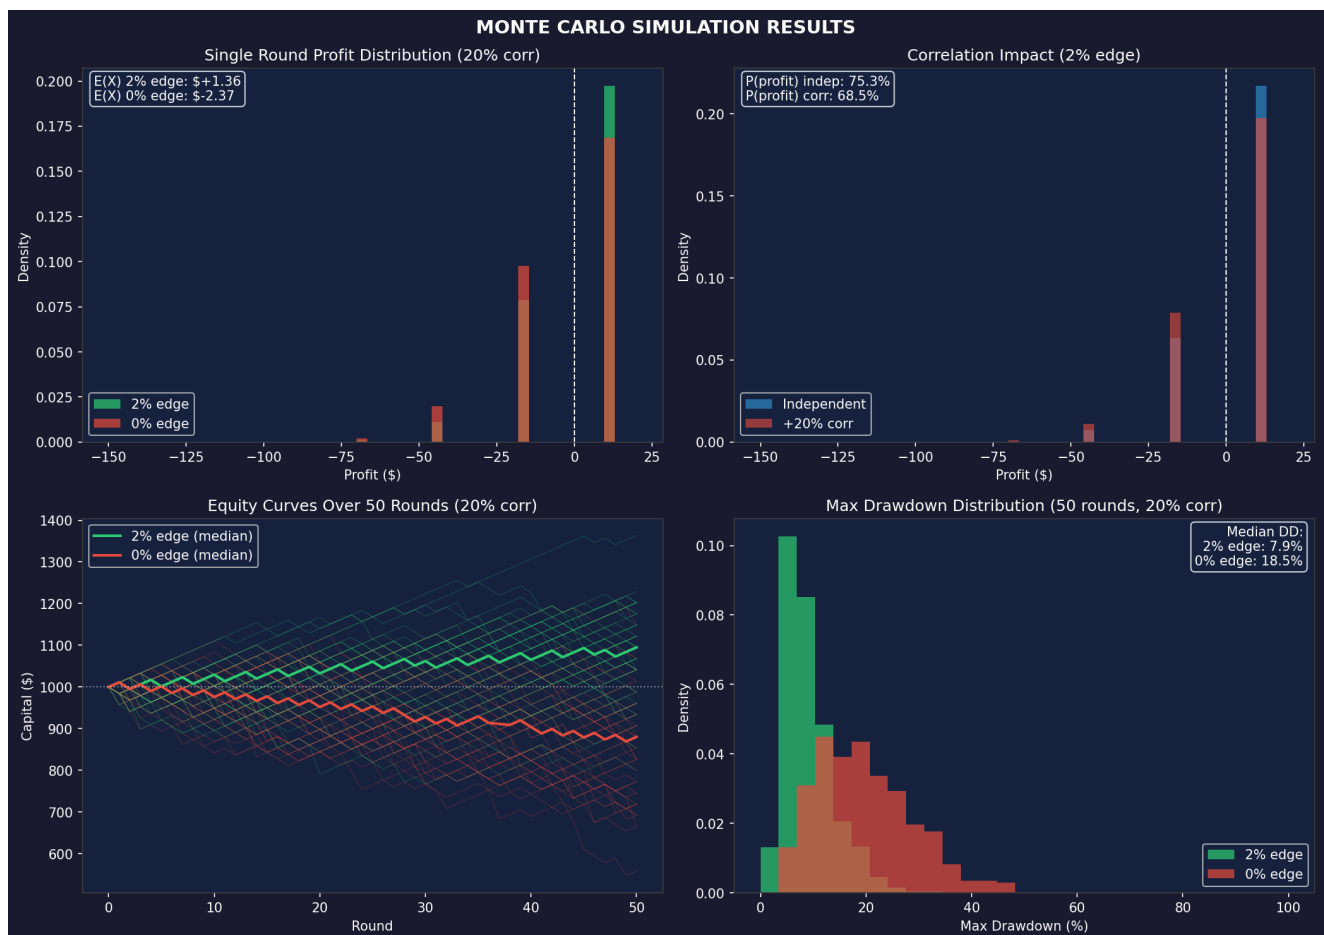 MONTE CARLO SIMULATION RESULTS
Single Round Profit Distribution (20% corr)
E(X) 2% edge: $+1.36
E(X) 0% edge: $-2.37
0.200
0.175
0.150
0.125
0.100
0.075
0.050
0.025
0.000
Density
2% edge
0% edge
−150
−125
−100
−75
−50
−25
0
25
Profit ($)
Correlation Impact (2% edge)
P(profit) indep: 75.3%
P(profit) corr: 68.5%
0.20
0.15
0.10
0.05
0.00
Density
Independent
+20% corr
−150
−125
−100
−75
−50
−25
0
25
Profit ($)
Equity Curves Over 50 Rounds (20% corr)
2% edge (median)
0% edge (median)
1400
1300
1200
1100
1000
900
800
700
600
Capital ($)
0
10
20
30
40
50
Round
Max Drawdown Distribution (50 rounds, 20% corr)
Median DD:
2% edge: 7.9%
0% edge: 18.5%
0.10
0.08
0.06
0.04
0.02
0.00
Density
2% edge
0% edge
0
20
40
60
80
100
Max Drawdown (%)